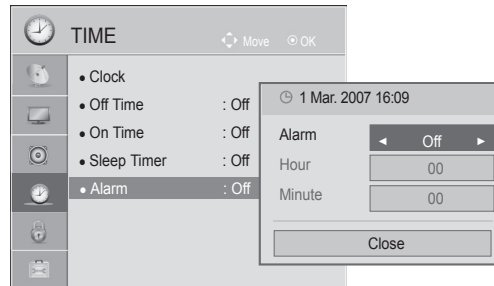 TIME
Move OK
● Clock
● Off Time : Off
● On Time : Off
● Sleep Timer : Off
● Alarm : Off
1 Mar. 2007 16:09
Alarm ◄ Off ►
Hour 00
Minute 00
Close